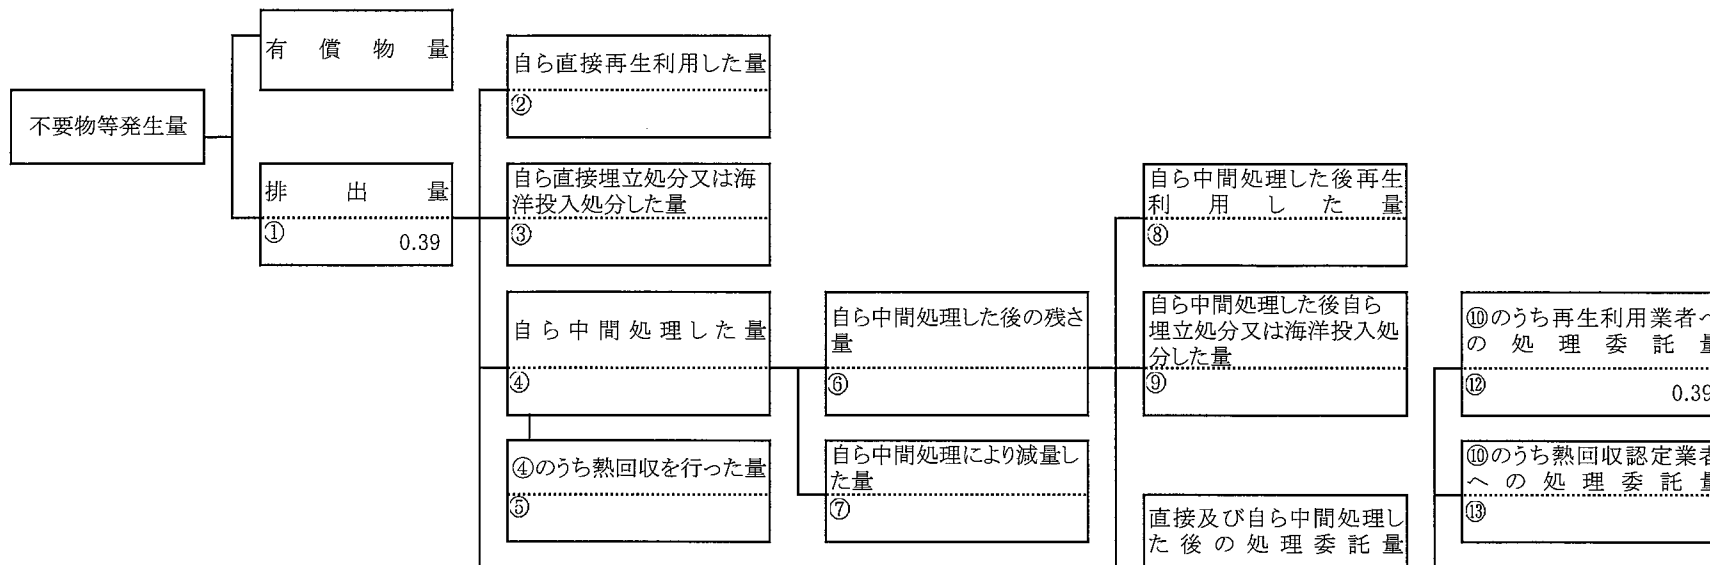 有償物量
不要物等発生量
排出量
①
0.39
自ら直接再生利用した量
②
自ら直接埋立処分又は海
洋投入処分した量
③
自ら中間処理した量
④
④のうち熱回収を行った量
⑤
自ら中間処理した後の残さ
量
⑥
自ら中間処理により減量し
た量
⑦
自ら中間処理した後再生
利用した量
⑧
自ら中間処理した後自ら
埋立処分又は海洋投入処
分した量
⑨
直接及び自ら中間処理し
た後の処理委託量
⑩のうち再生利用業者へ
の処理委託量
⑫
0.39
⑩のうち熱回収認定業者
への処理委託量
⑬